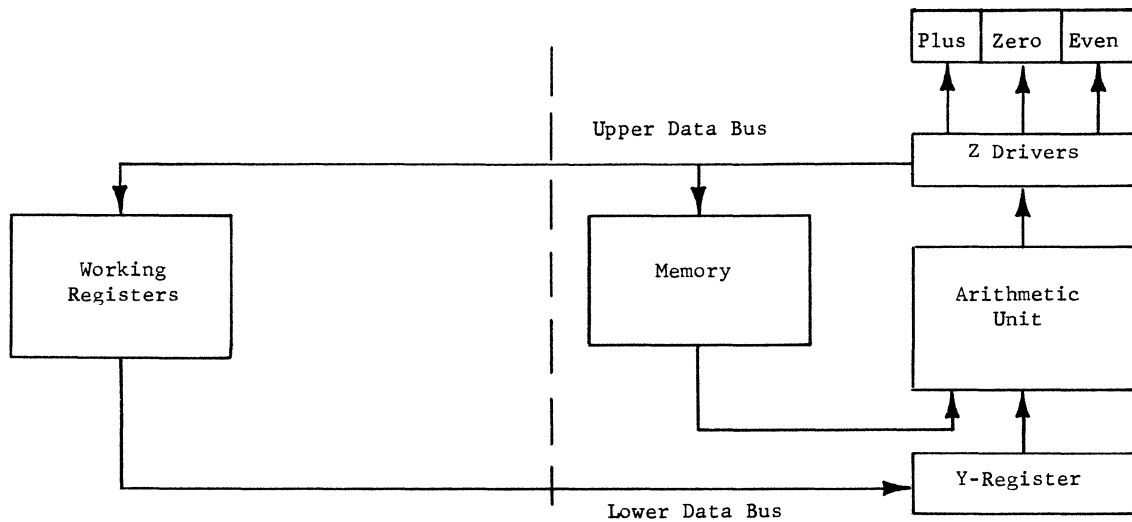 Plus Zero Even
Upper Data Bus
Z Drivers
Working
Registers
Memory
Arithmetic
Unit
Y-Register
Lower Data Bus